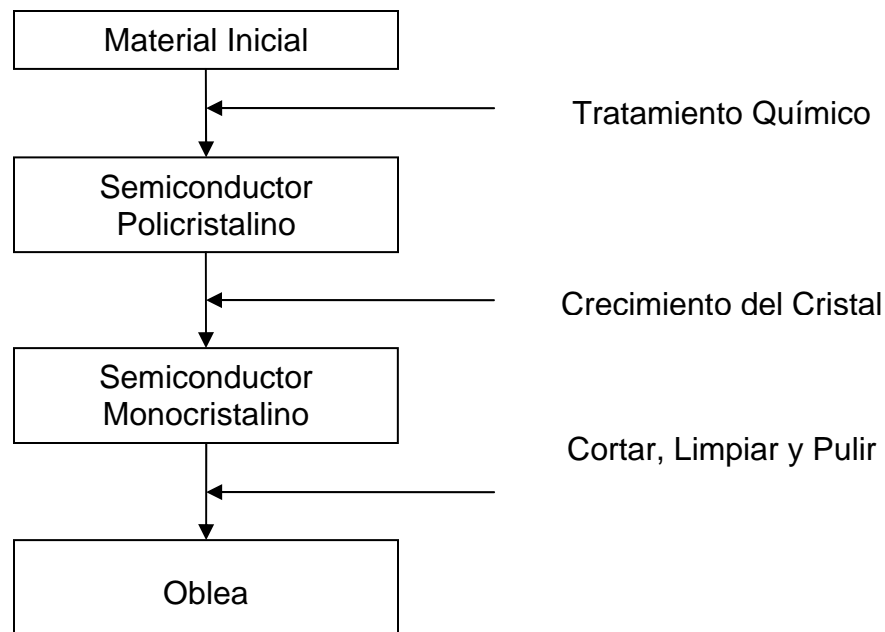 Material Inicial
Tratamiento Químico
Semiconductor
Policristalino
Crecimiento del Cristal
Semiconductor
Monocristalino
Cortar, Limpiar y Pulir
Oblea